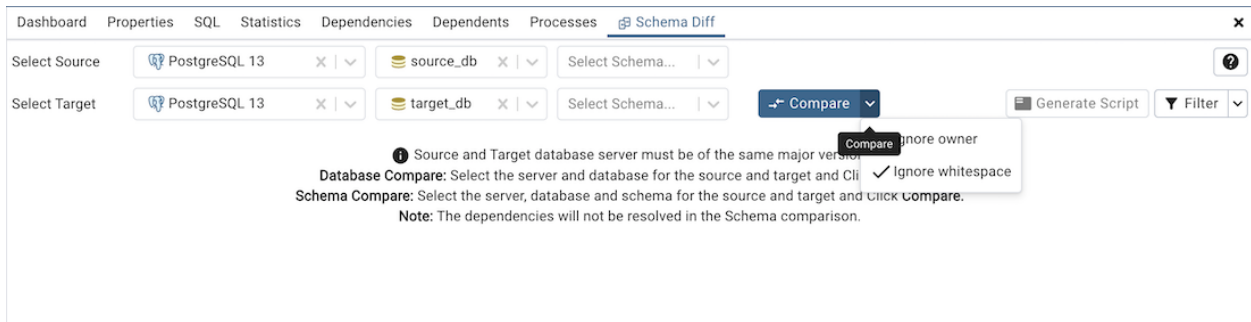 Dashboard Properties SQL Statistics Dependencies Dependents Processes Schema Diff
Select Source PostgreSQL 13 source_db Select Schema...
Select Target PostgreSQL 13 target_db Select Schema... Compare Generate Script Filter
Compare owner
Ignore whitespace
Source and Target database server must be of the same major
Database Compare: Select the server and database for the source and target and
Schema Compare: Select the server, database and schema for the source and target and Click Compare.
Note: The dependencies will not be resolved in the Schema comparison.